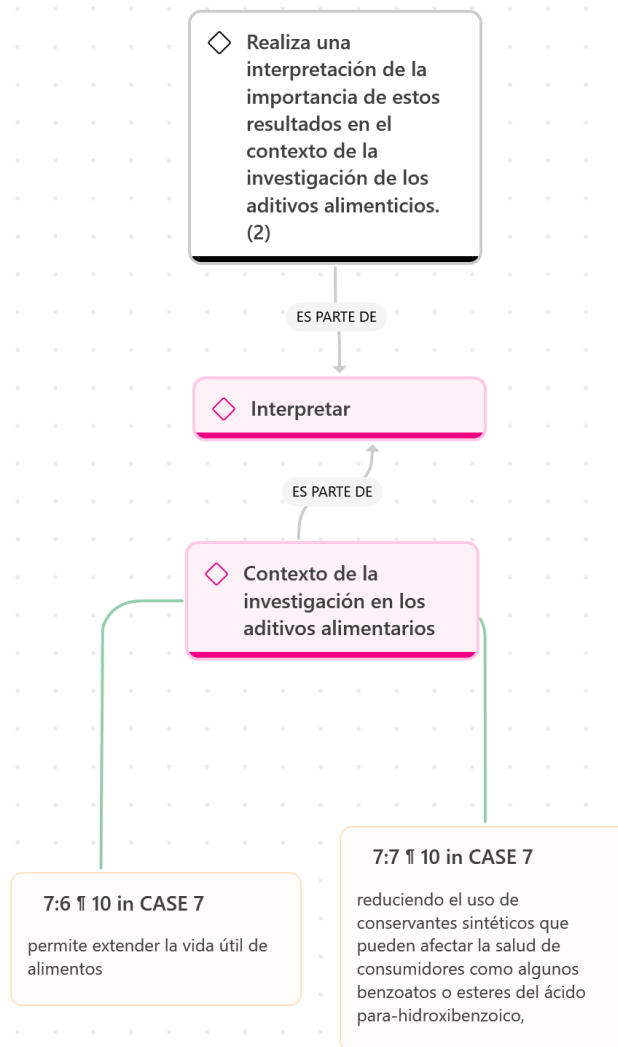 Realiza una
interpretación de la
importancia de estos
resultados en el
contexto de la
investigación de los
aditivos alimenticios.
(2)
ES PARTE DE
Interpretar
ES PARTE DE
Contexto de la
investigación en los
aditivos alimentarios
7:6 ¶ 10 in CASE 7
permite extender la vida útil de
alimentos
7:7 ¶ 10 in CASE 7
reduciendo el uso de
conservantes sintéticos que
pueden afectar la salud de
consumidores como algunos
benzoatos o esteres del ácido
para-hidroxibenzoico,